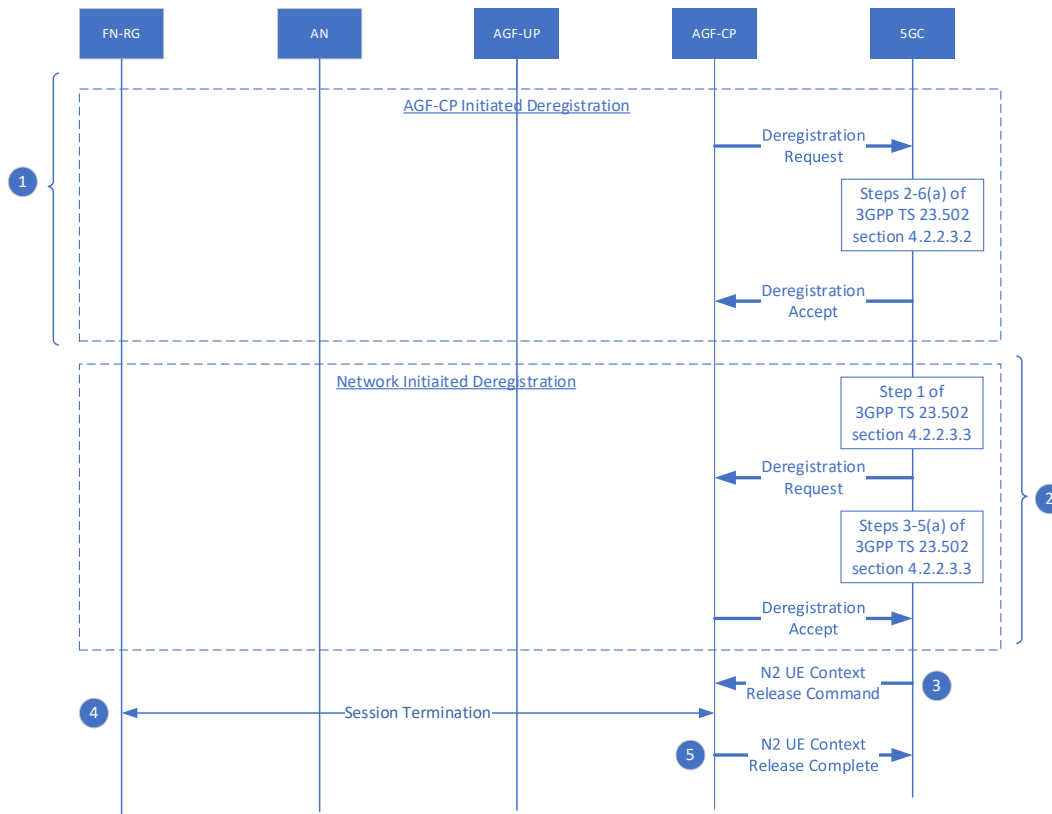 FN-RG
AN
AGF-UP
AGF-CP
5GC
AGF-CP Initiated Deregistration
1
Deregistration
Request
Steps 2-6(a) of
3GPP TS 23.502
section 4.2.2.3.2
Deregistration
Accept
Network Initiaited Deregistration
Step 1 of
3GPP TS 23.502
section 4.2.2.3.3
Deregistration
Request
2
Steps 3-5(a) of
3GPP TS 23.502
section 4.2.2.3.3
Deregistration
Accept
N2 UE Context
Release Command
3
4
Session Termination
5
N2 UE Context
Release Complete